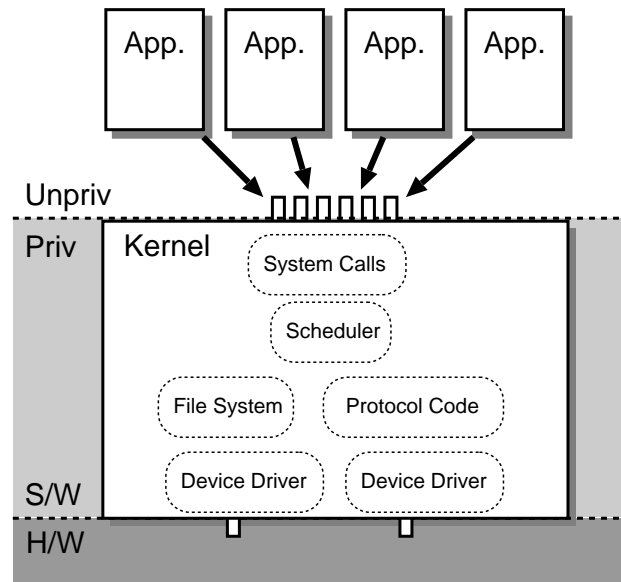 App.
App.
App.
App.
Unpriv
Priv
Kernel
System Calls
Scheduler
File System
Protocol Code
Device Driver
Device Driver
S/W
H/W